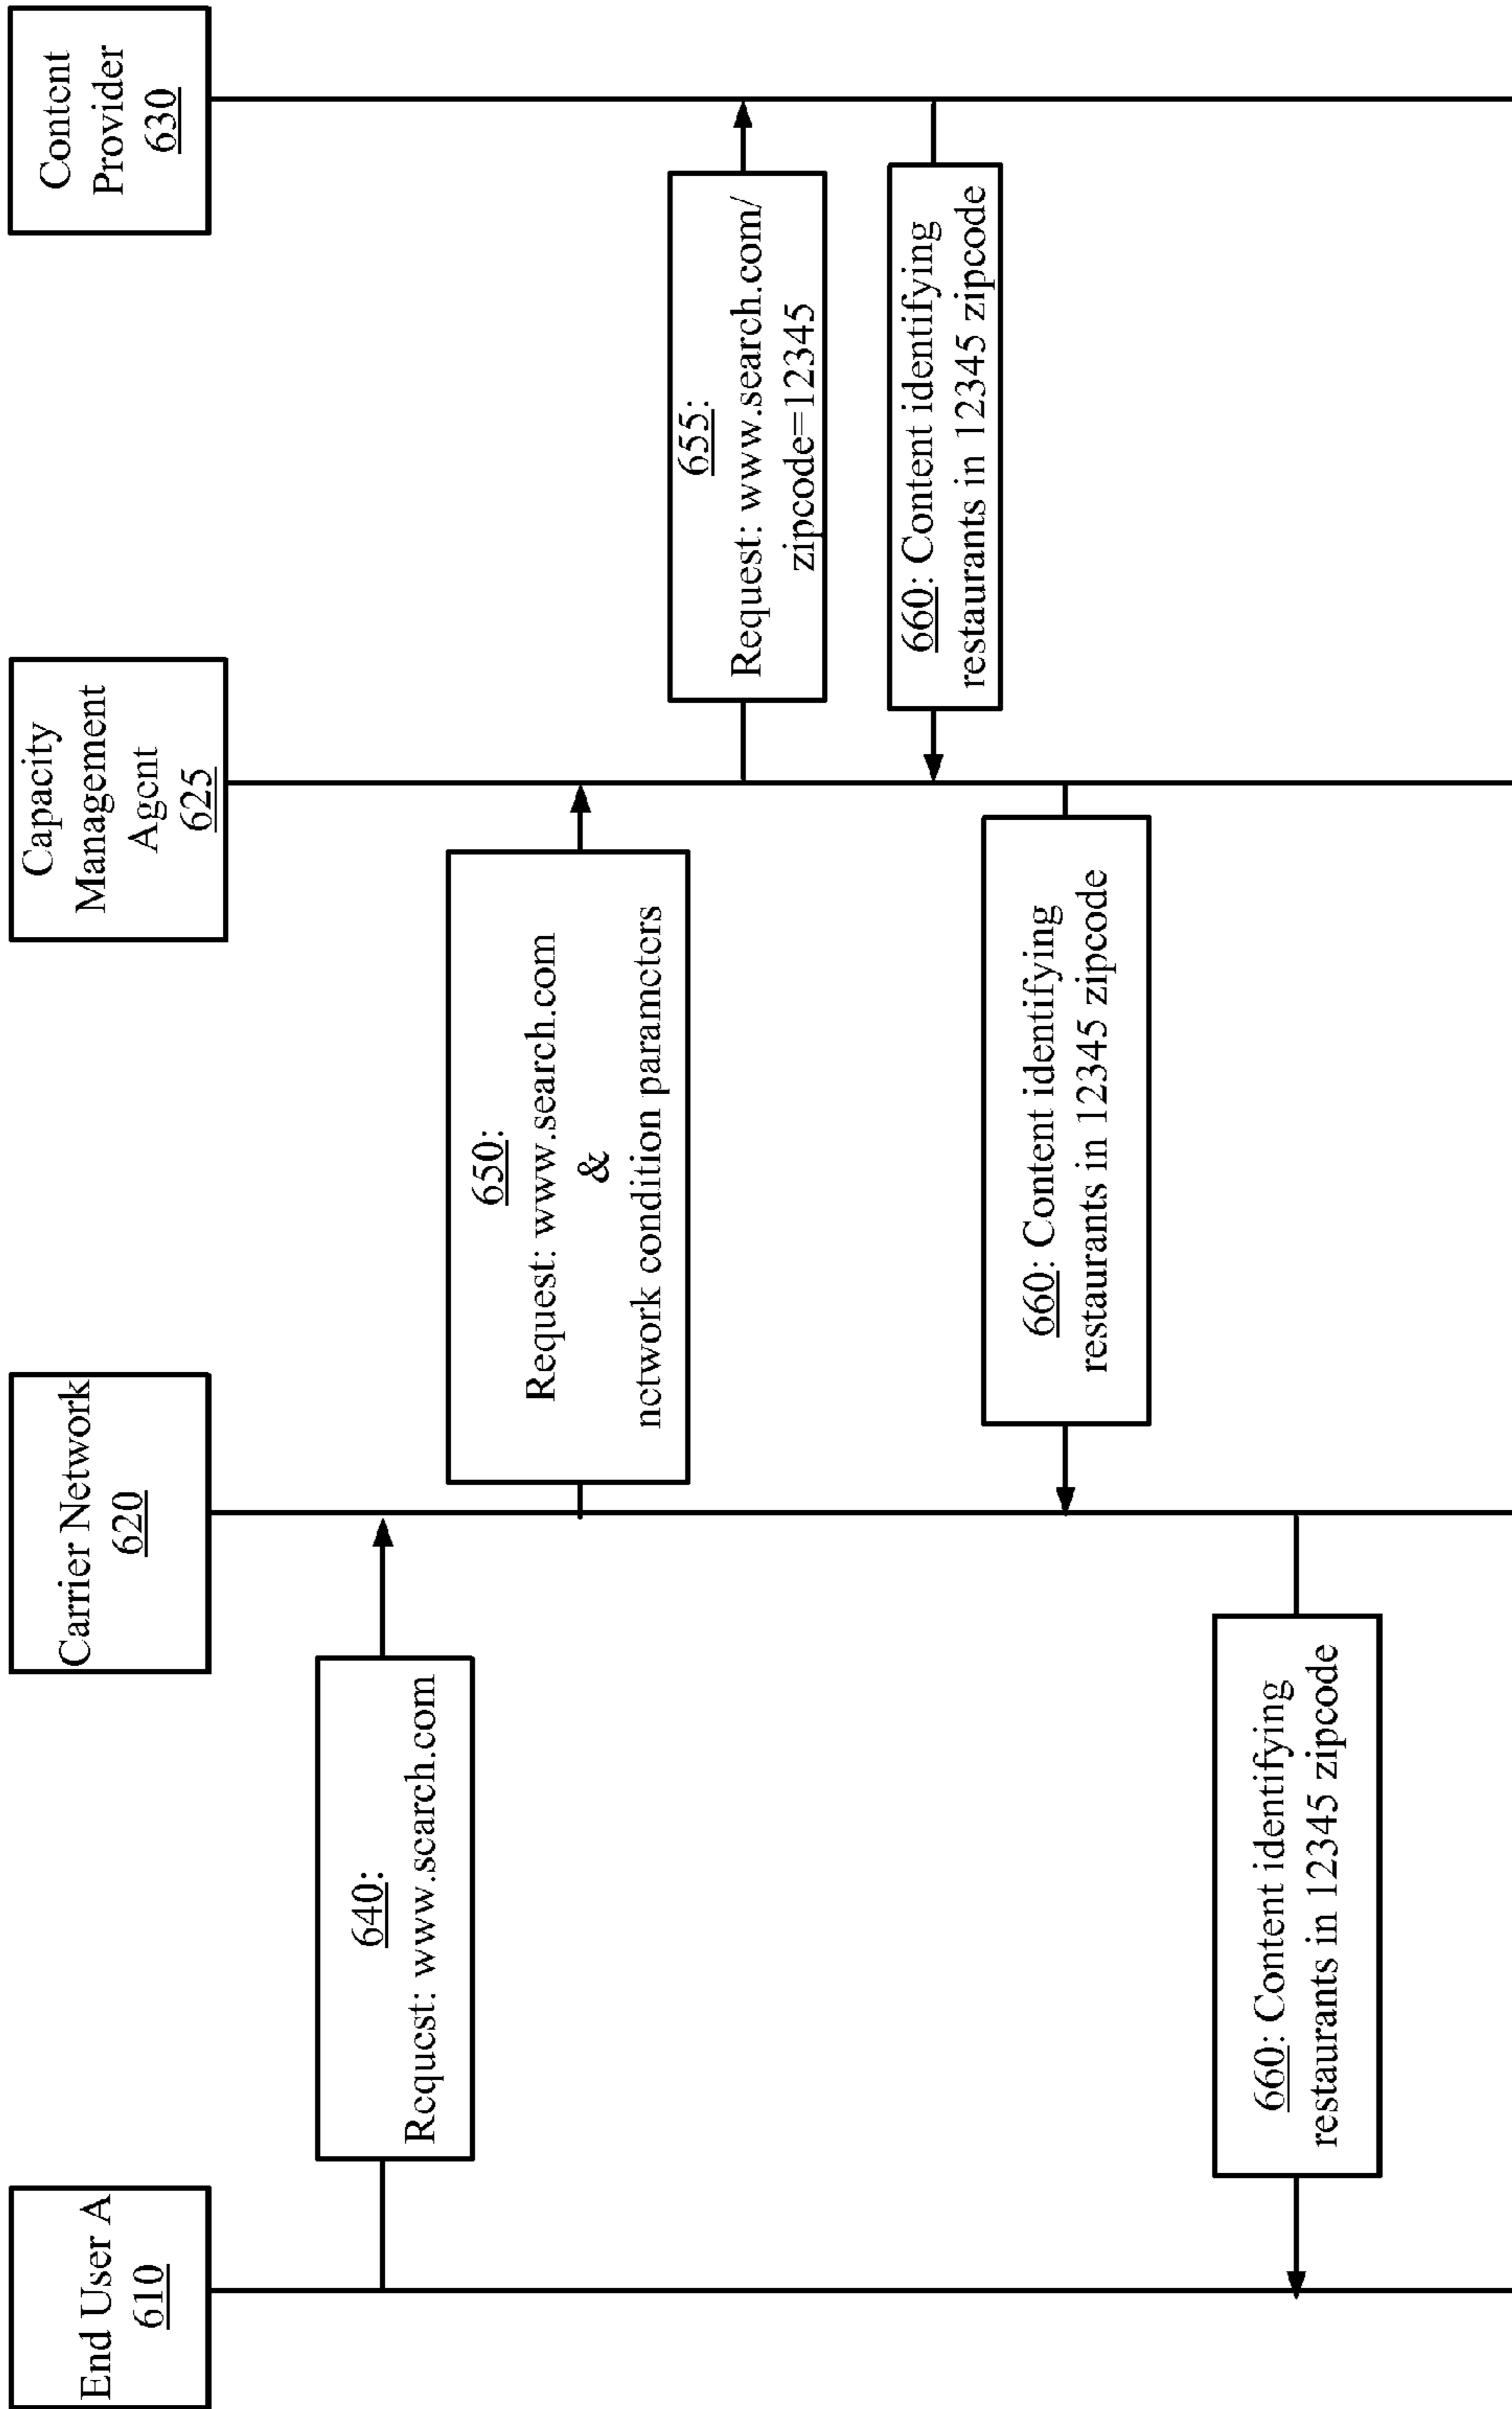 End User A
610
Carrier Network
620
Capacity
Management
Agent
625
Content
Provider
630
640:
Request: www.search.com
650:
Request: www.search.com
&
network condition parameters
655:
Request: www.search.com/
zipcode=12345
660: Content identifying
restaurants in 12345 zipcode
660: Content identifying
restaurants in 12345 zipcode
660: Content identifying
restaurants in 12345 zipcode